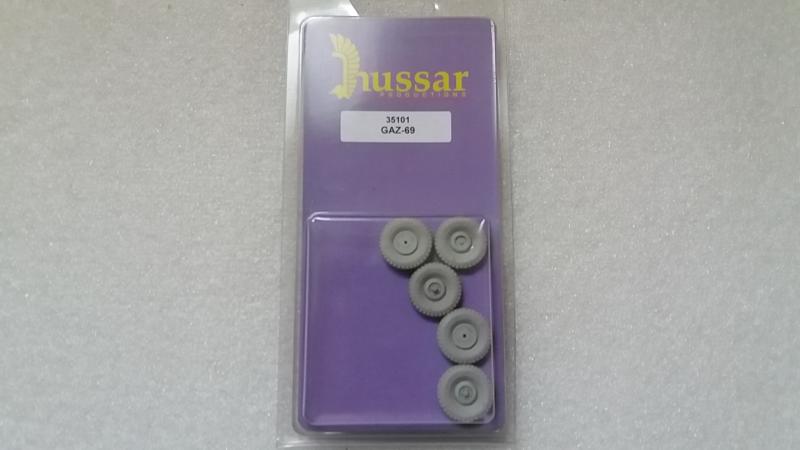 hussar
PRODUCTIONS
35101
GAZ-69